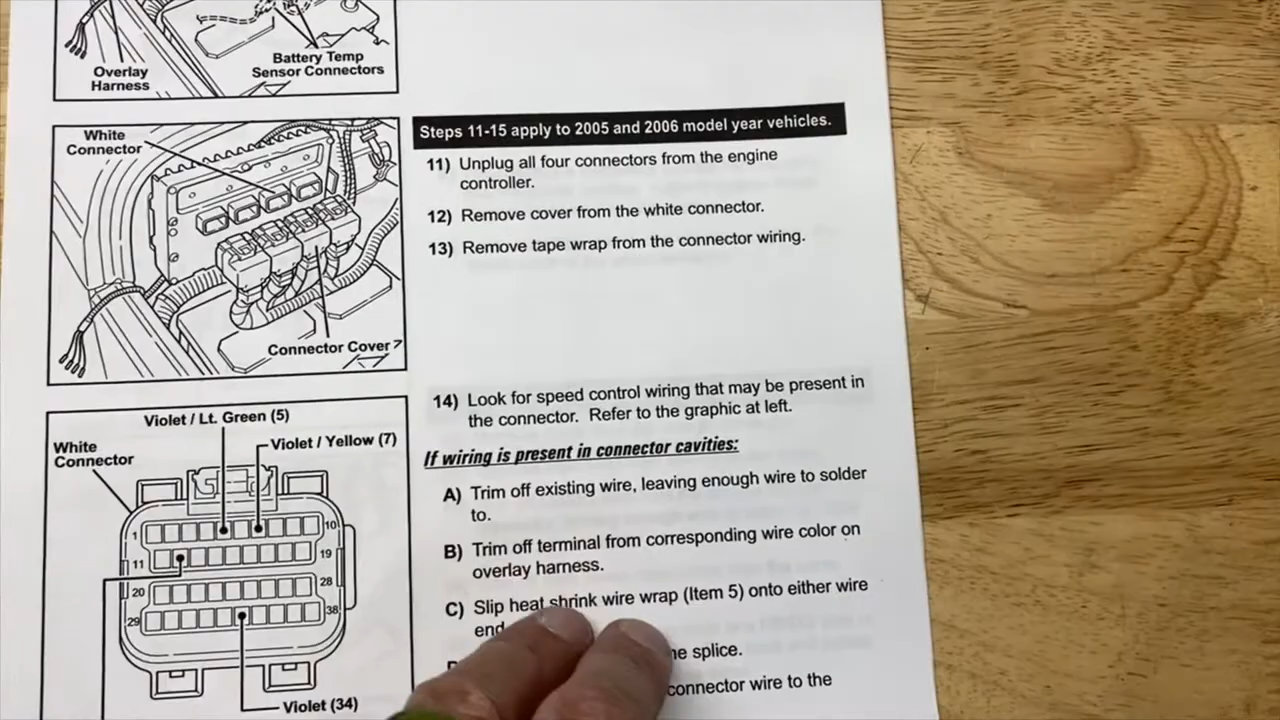 Overlay
Harness
Battery Temp
Sensor Connectors
White
Connector
Connector Cover
Steps 11-15 apply to 2005 and 2006 model year vehicles.
11) Unplug all four connectors from the engine
controller.
12) Remove cover from the white connector.
13) Remove tape wrap from the connector wiring.
Violet / Lt. Green (5)
Violet / Yellow (7)
White
Connector
1
10
11
19
20
28
29
38
Violet (34)
14) Look for speed control wiring that may be present in
the connector. Refer to the graphic at left.
If wiring is present in connector cavities:
A) Trim off existing wire, leaving enough wire to solder
to.
B) Trim off terminal from corresponding wire color on
overlay harness.
C) Slip heat shrink wire wrap (Item 5) onto either wire
end
splice.
connector wire to the